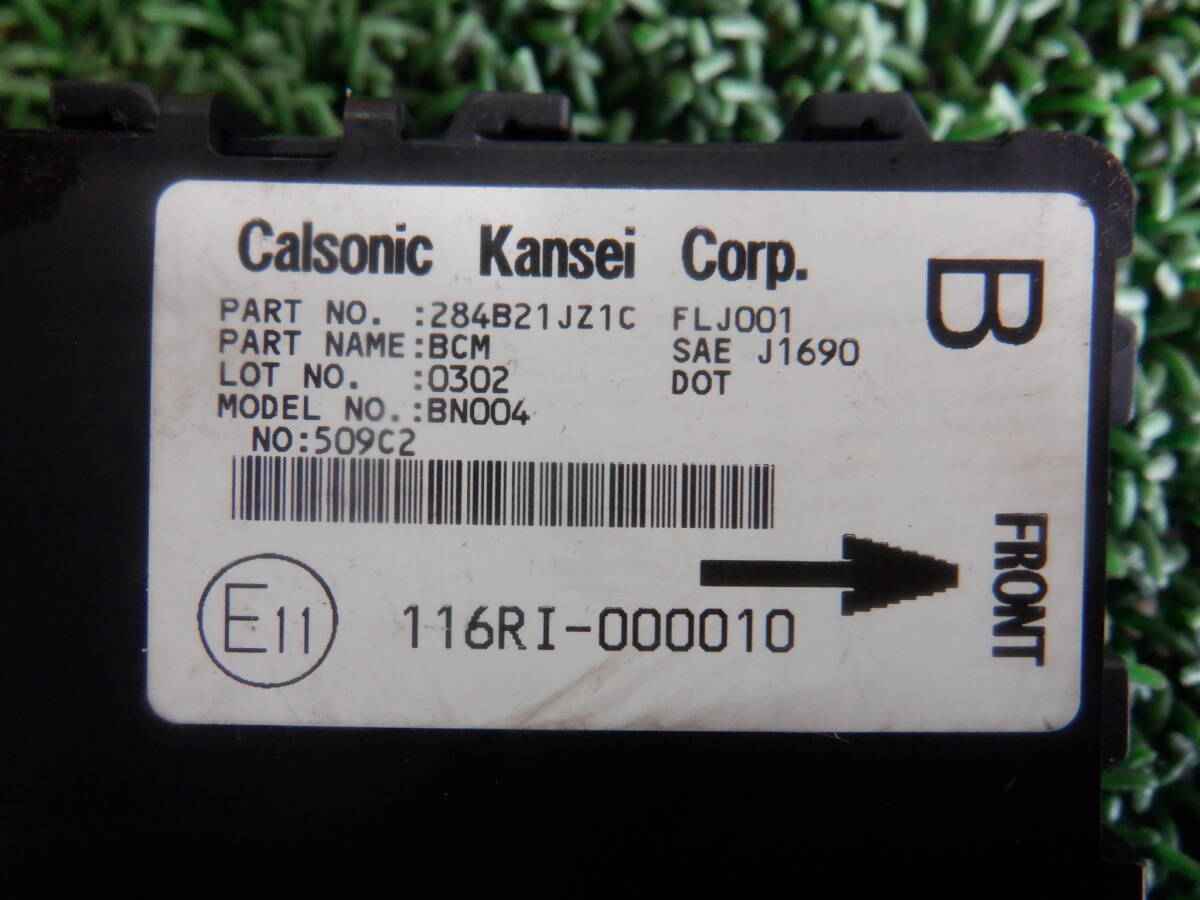 Calsonic Kansei Corp.
PART NO. :284B21JZ1C FLJ001
PART NAME:BCM SAE J1690
LOT NO. :0302 DOT
MODEL NO.:BN004
NO:509C2
B
E11 116RI-000010
FRONT